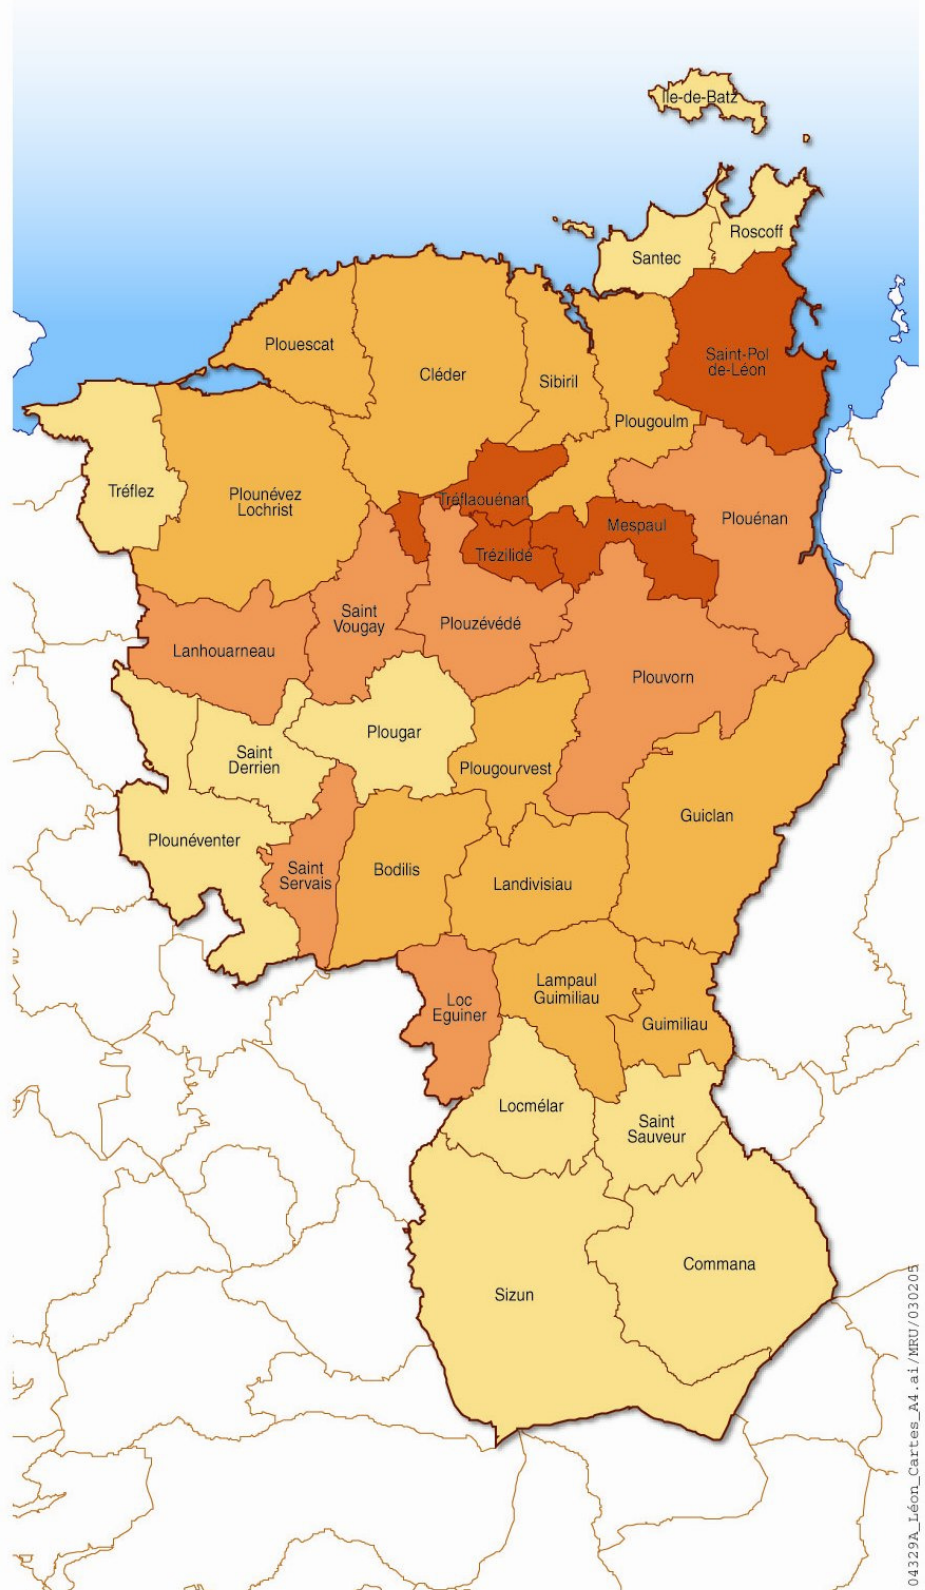 Ile-de-Batz
Roscoff
Santec
Saint-Pol
de-Léon
Plouescat
Cléder
Sibiril
Plougoulm
Tréflez
Plounévez
Lochrist
Tréflaouénan
Mespaul
Plouénan
Trézilidé
Saint
Vougay
Plouzévédé
Lanhouarneau
Plouvorn
Plougar
Saint
Derrien
Plougourvest
Guiclan
Plounéventer
Saint
Servais
Bodilis
Landivisiau
Lampaul
Guimiliau
Loc
Eguiner
Guimiliau
Locmélar
Saint
Sauveur
Commana
Sizun
04329A_Léon_Cartes_A4.ai/MRU/030205